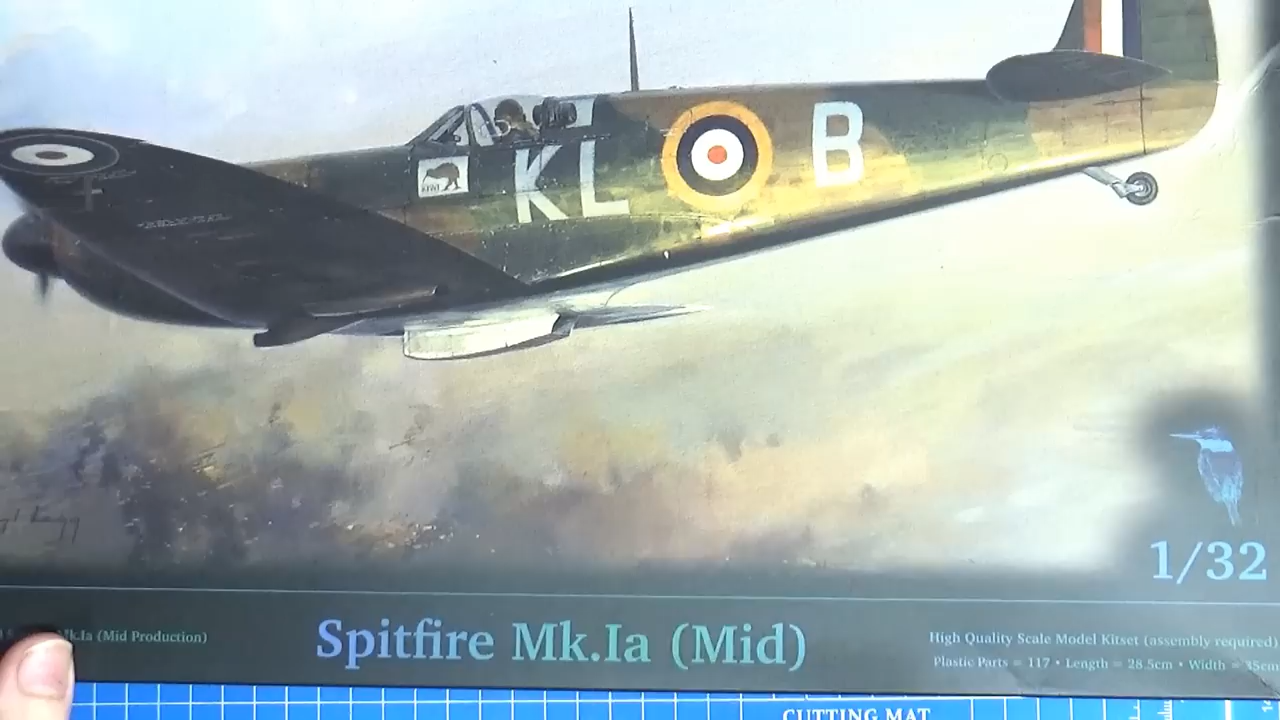 KL B
KIWI
1/32
Mk.Ia (Mid Production)
Spitfire Mk.Ia (Mid)
High Quality Scale Model Kitset (assembly required)
Plastic Parts = 117 • Length = 28.5cm • Width = 35cm
CUTTING MAT